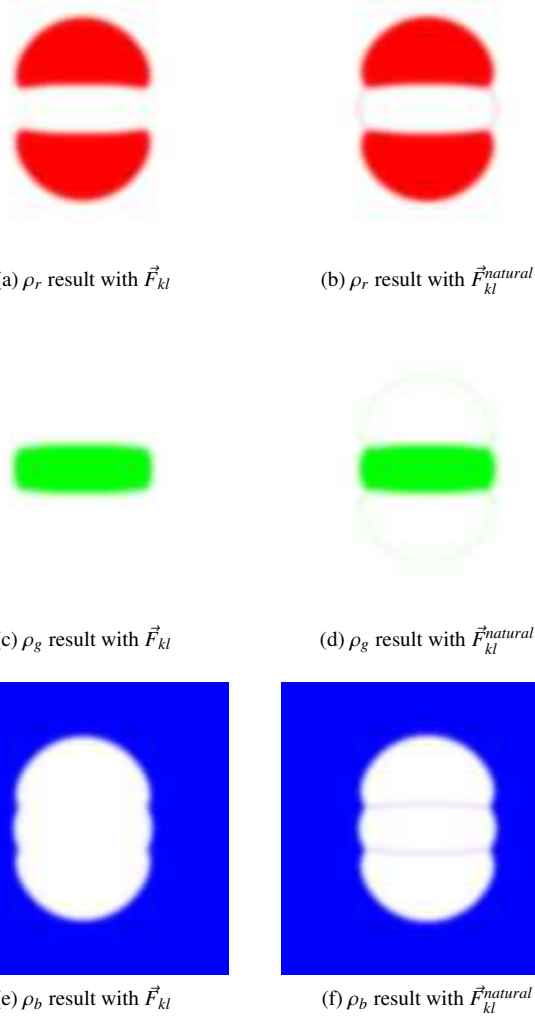 (a) ρ_r result with F⃗_kl
(b) ρ_r result with F⃗_kl^natural
(c) ρ_g result with F⃗_kl
(d) ρ_g result with F⃗_kl^natural
(e) ρ_b result with F⃗_kl
(f) ρ_b result with F⃗_kl^natural